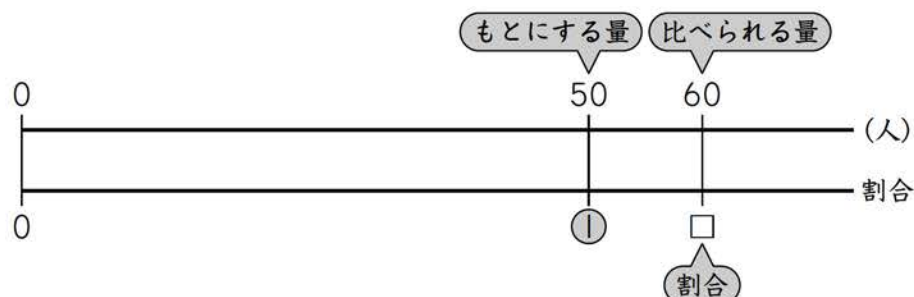 もとにする量 比べられる量
0 50 60
(人)
割合
0 1 □
割合